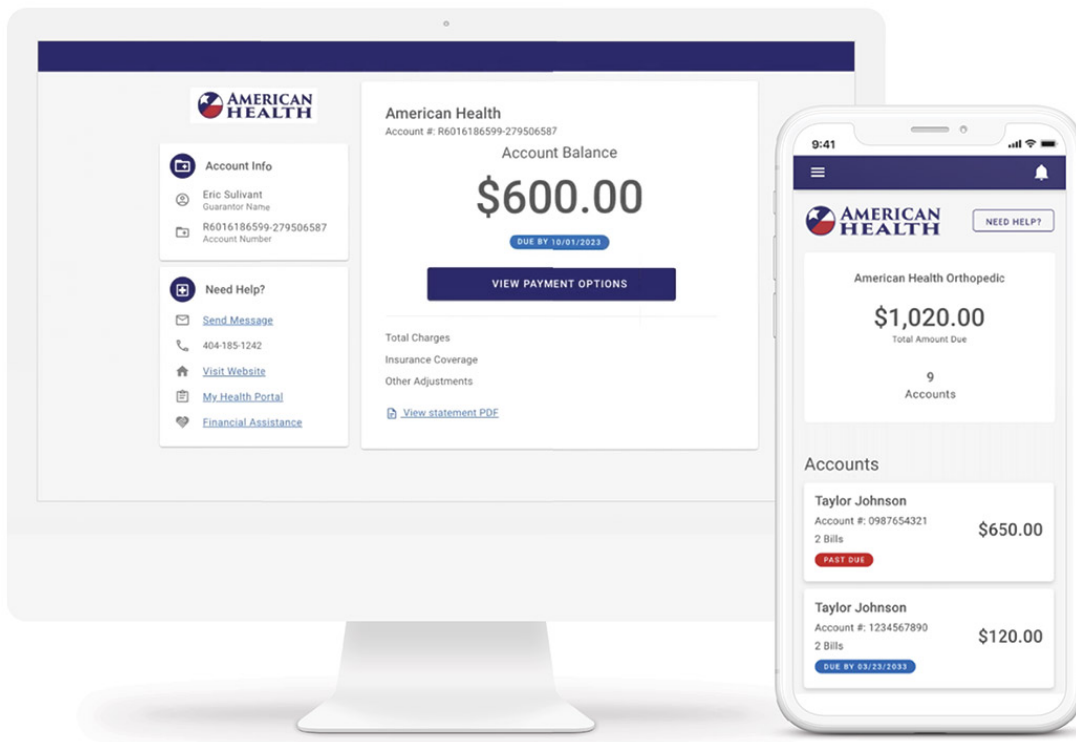 AMERICAN
HEALTH
Account Info
Eric Sulivant
Guarantor Name
R6016186599-279506587
Account Number
Need Help?
Send Message
404-185-1242
Visit Website
My Health Portal
Financial Assistance
American Health
Account #: R6016186599-279506587
Account Balance
$600.00
DUE BY 10/01/2023
VIEW PAYMENT OPTIONS
Total Charges
Insurance Coverage
Other Adjustments
View statement PDF
9:41
AMERICAN
HEALTH
NEED HELP?
American Health Orthopedic
$1,020.00
Total Amount Due
9
Accounts
Accounts
Taylor Johnson
Account #: 0987654321
2 Bills
$650.00
PAST DUE
Taylor Johnson
Account #: 1234567890
2 Bills
$120.00
DUE BY 03/23/2033